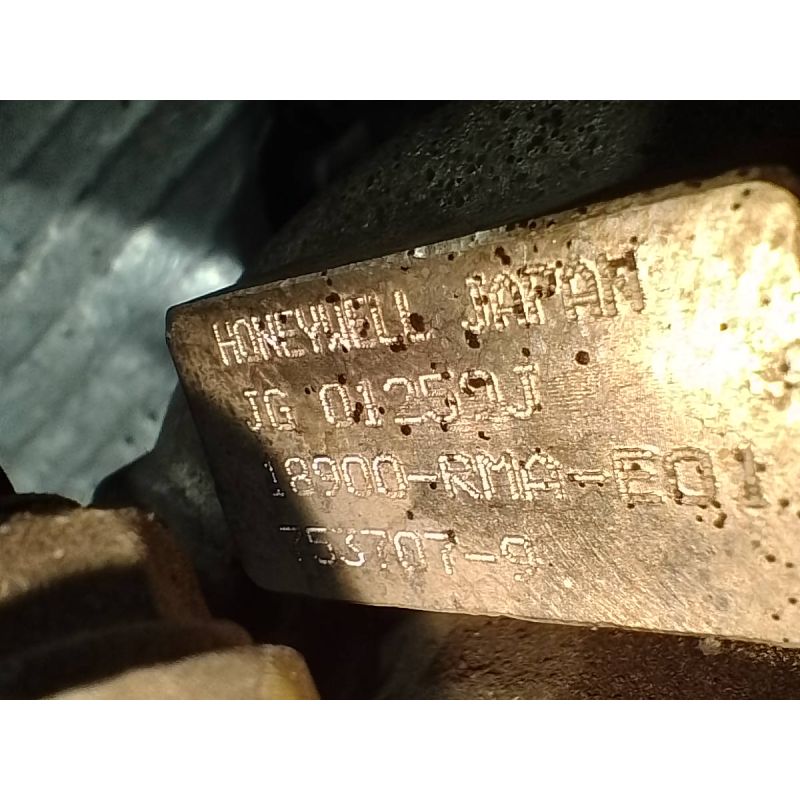 HONEYWELL JAPAN
JG 01259J
18900-RMA-E01
753707-9